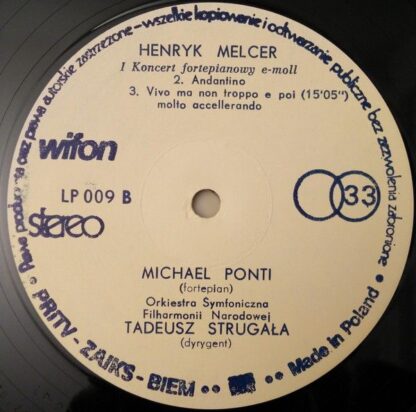 Prawa producenta oraz prawa autorskie zastrzeżone – wszelkie kopiowanie i odtwarzanie publiczne bez zezwolenia zabronione
HENRYK MELCER
I Koncert fortepianowy e-moll
2. Andantino
3. Vivo ma non troppo e poi (15'05")
molto accellerando
wifon
LP 009 B
33
stereo
MICHAEL PONTI
(fortepian)
Orkiestra Symfoniczna
Filharmonii Narodowej
TADEUSZ STRUGAŁA
(dyrygent)
PRITV - ZAIKS - BIEM
Made in Poland